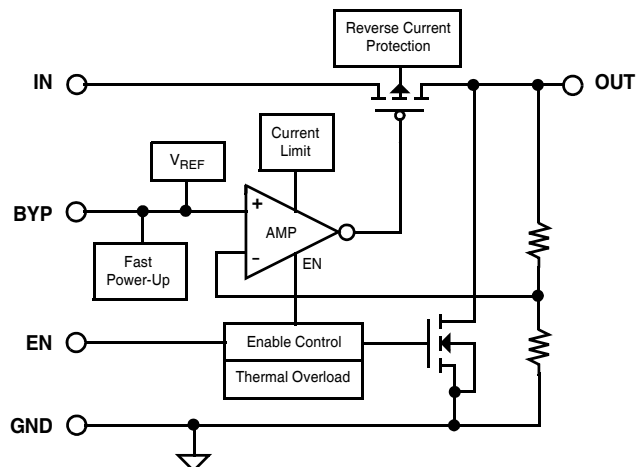 Reverse Current
Protection
IN
OUT
Current
Limit
V_REF
BYP
+
AMP
−
EN
Fast
Power-Up
EN
Enable Control
Thermal Overload
GND